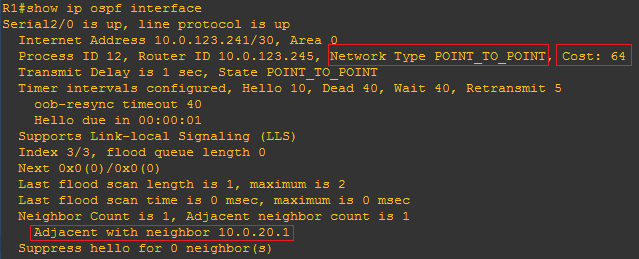 R1#show ip ospf interface
Serial2/0 is up, line protocol is up
Internet Address 10.0.123.241/30, Area 0
Process ID 12, Router ID 10.0.123.245, Network Type POINT_TO_POINT, Cost: 64
Transmit Delay is 1 sec, State POINT_TO_POINT
Timer intervals configured, Hello 10, Dead 40, Wait 40, Retransmit 5
oob-resync timeout 40
Hello due in 00:00:01
Supports Link-local Signaling (LLS)
Index 3/3, flood queue length 0
Next 0x0(0)/0x0(0)
Last flood scan length is 1, maximum is 2
Last flood scan time is 0 msec, maximum is 0 msec
Neighbor Count is 1, Adjacent neighbor count is 1
Adjacent with neighbor 10.0.20.1
Suppress hello for 0 neighbor(s)